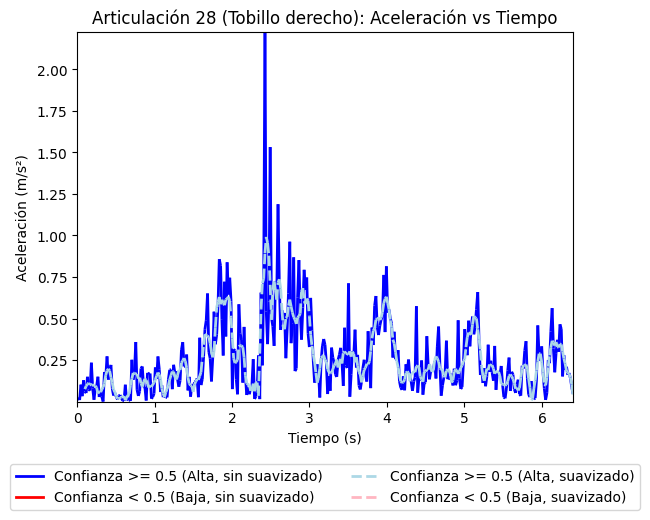 Articulación 28 (Tobillo derecho): Aceleración vs Tiempo
Aceleración (m/s²)
2.00
1.75
1.50
1.25
1.00
0.75
0.50
0.25
0 1 2 3 4 5 6
Tiempo (s)
Confianza >= 0.5 (Alta, sin suavizado)
Confianza < 0.5 (Baja, sin suavizado)
Confianza >= 0.5 (Alta, suavizado)
Confianza < 0.5 (Baja, suavizado)